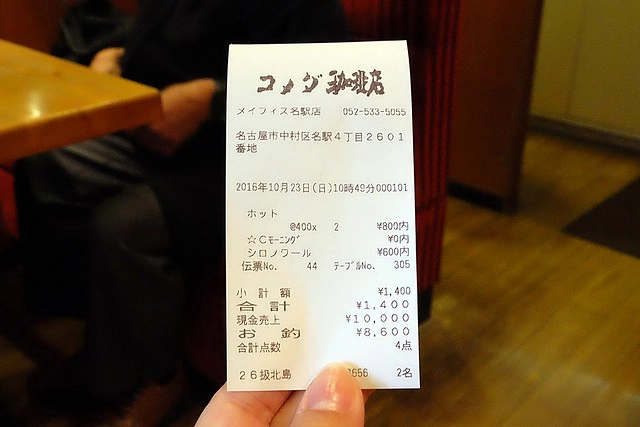 コメダ珈琲店
メイフィス名駅店 052-533-5055
名古屋市中村区名駅４丁目２６０１
番地
2016年10月23日(日)10時49分000101
ホット
@400x 2 ¥800内
☆Cﾓｰﾆﾝｸﾞ ¥0内
シロノワール ¥600内
伝票No. 44 ﾃｰﾌﾞﾙNo. 305
小 計 額 ¥1,400
合計 ¥1,400
現金売上 ¥10,000
お 釣 ¥8,600
合計点数 4点
２６扱北島 3656 2名